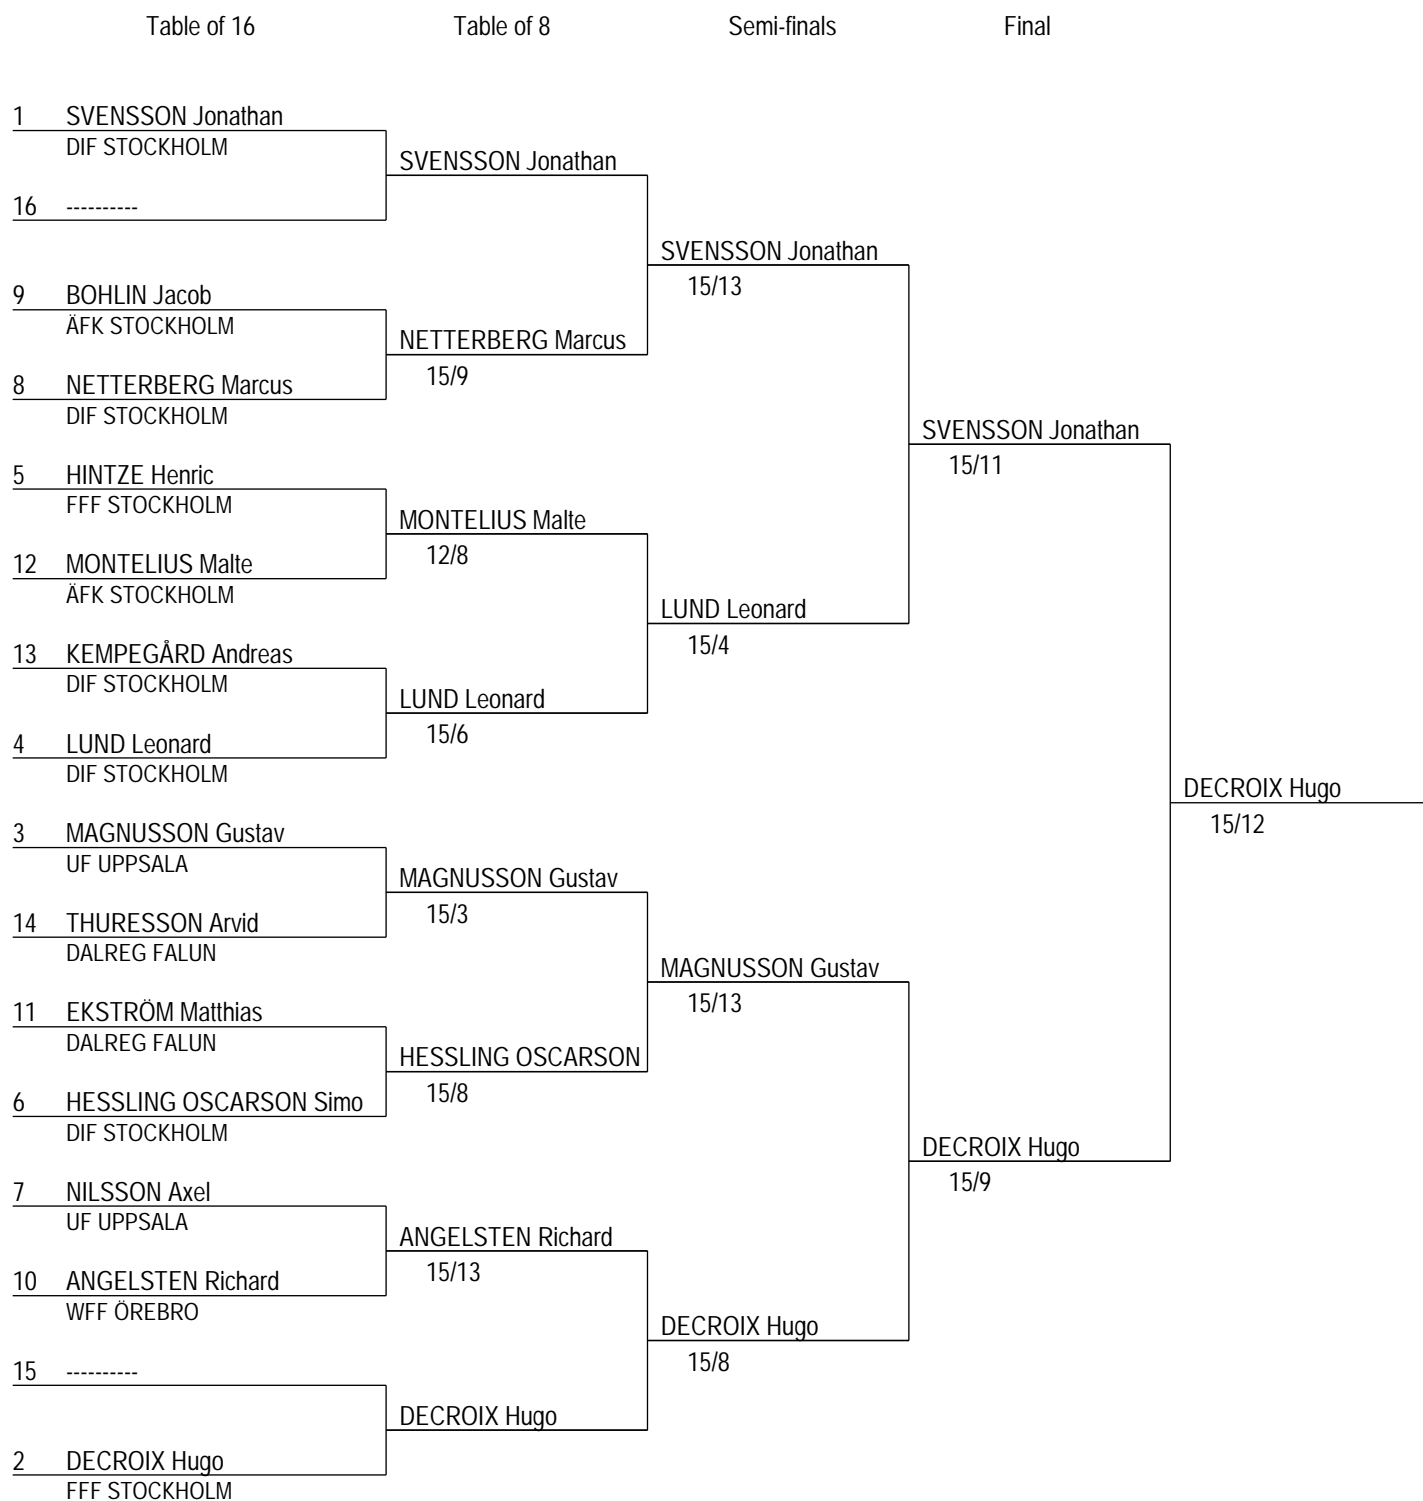 Table of 16 Table of 8 Semi-finals Final
1 SVENSSON Jonathan
DIF STOCKHOLM
SVENSSON Jonathan
16 ----------
SVENSSON Jonathan
15/13
9 BOHLIN Jacob
ÄFK STOCKHOLM
NETTERBERG Marcus
15/9
8 NETTERBERG Marcus
DIF STOCKHOLM
SVENSSON Jonathan
15/11
5 HINTZE Henric
FFF STOCKHOLM
MONTELIUS Malte
12/8
12 MONTELIUS Malte
ÄFK STOCKHOLM
LUND Leonard
15/4
13 KEMPEGÅRD Andreas
DIF STOCKHOLM
LUND Leonard
15/6
4 LUND Leonard
DIF STOCKHOLM
DECROIX Hugo
15/12
3 MAGNUSSON Gustav
UF UPPSALA
MAGNUSSON Gustav
15/3
14 THURESSON Arvid
DALREG FALUN
MAGNUSSON Gustav
15/13
11 EKSTRÖM Matthias
DALREG FALUN
HESSLING OSCARSON
15/8
6 HESSLING OSCARSON Simo
DIF STOCKHOLM
DECROIX Hugo
15/9
7 NILSSON Axel
UF UPPSALA
ANGELSTEN Richard
15/13
10 ANGELSTEN Richard
WFF ÖREBRO
DECROIX Hugo
15/8
15 ----------
DECROIX Hugo
2 DECROIX Hugo
FFF STOCKHOLM